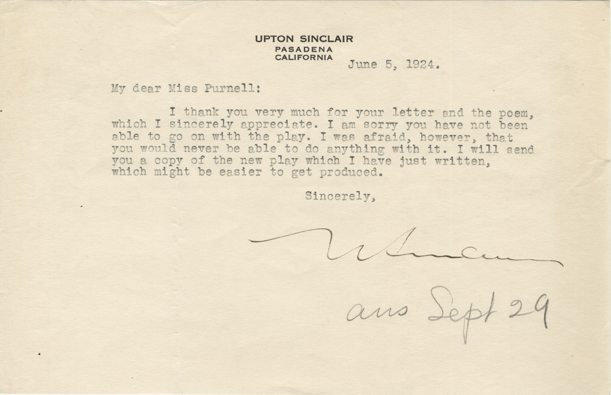 UPTON SINCLAIR
PASADENA
CALIFORNIA
June 5, 1924.
My dear Miss Purnell:
I thank you very much for your letter and the poem,
which I sincerely appreciate. I am sorry you have not been
able to go on with the play. I was afraid, however, that
you would never be able to do anything with it. I will send
you a copy of the new play which I have just written,
which might be easier to get produced.
Sincerely,
ans Sept 29